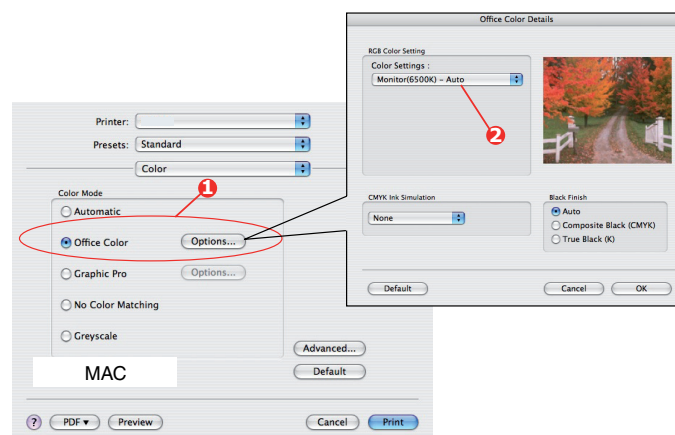 Office Color Details
RGB Color Setting
Color Settings :
Monitor(6500K) – Auto
2
CMYK Ink Simulation
None
Black Finish
Auto
Composite Black (CMYK)
True Black (K)
Default
Cancel
OK
Printer:
Presets: Standard
Color
1
Color Mode
Automatic
Office Color
Options...
Graphic Pro
Options...
No Color Matching
Greyscale
MAC
Advanced...
Default
?
PDF ▾
Preview
Cancel
Print